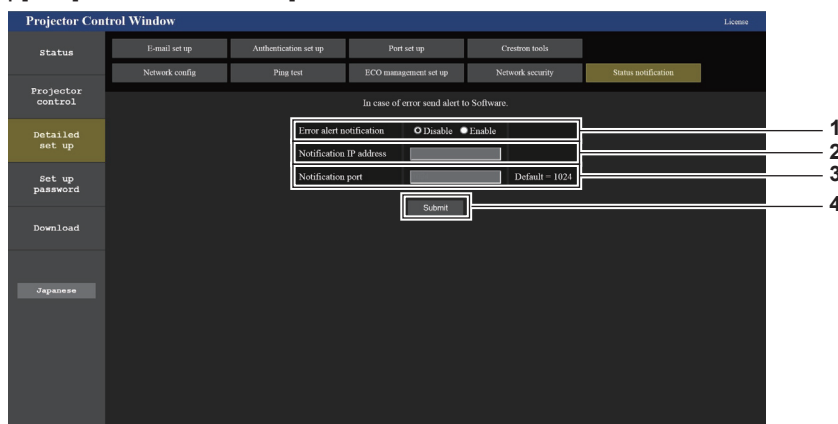 Projector Control Window
License
Status
E-mail set up
Authentication set up
Port set up
Crestron tools
Network config
Ping test
ECO management set up
Network security
Status notification
Projector
control
In case of error send alert to Software.
Detailed
set up
Error alert notification
Disable
Enable
1
Notification IP address
2
Notification port
Default = 1024
3
Set up
password
Submit
4
Download
Japanese